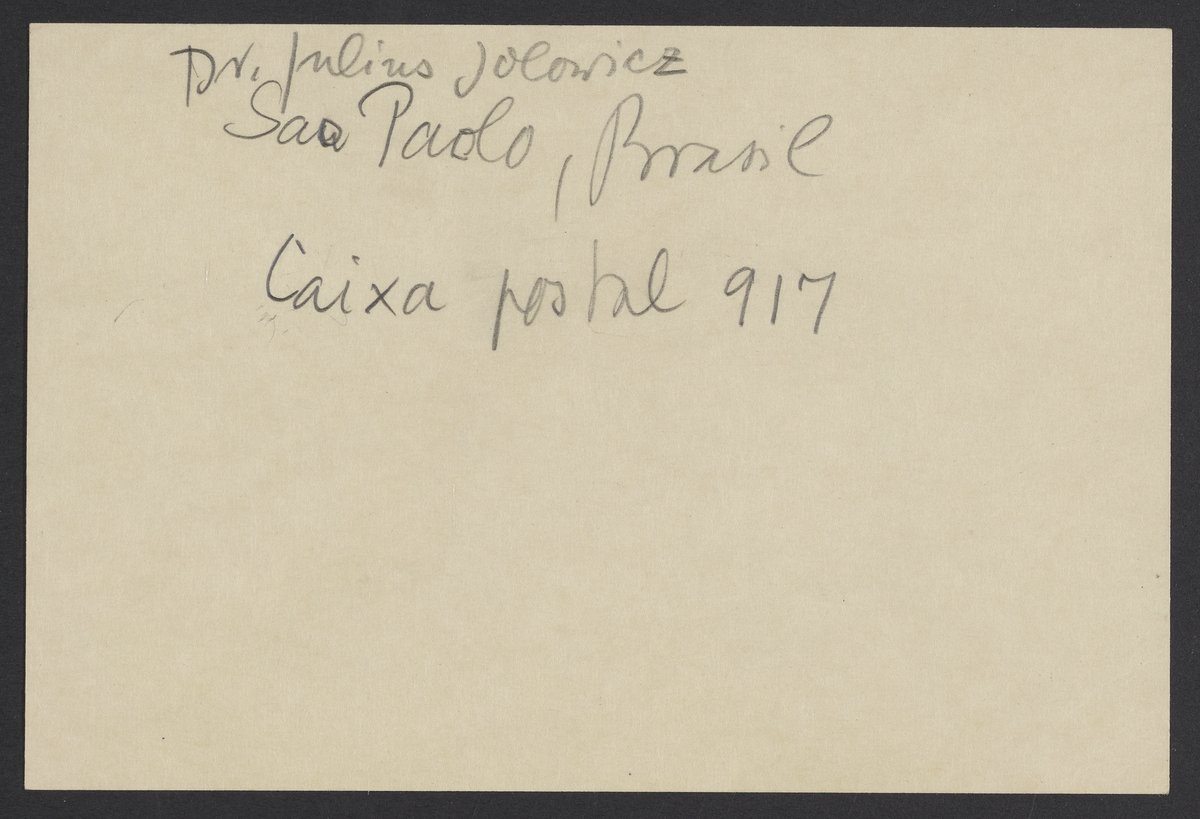 Dr. Julius Jolowicz
Sao Paolo, Brasil
Caixa postal 917